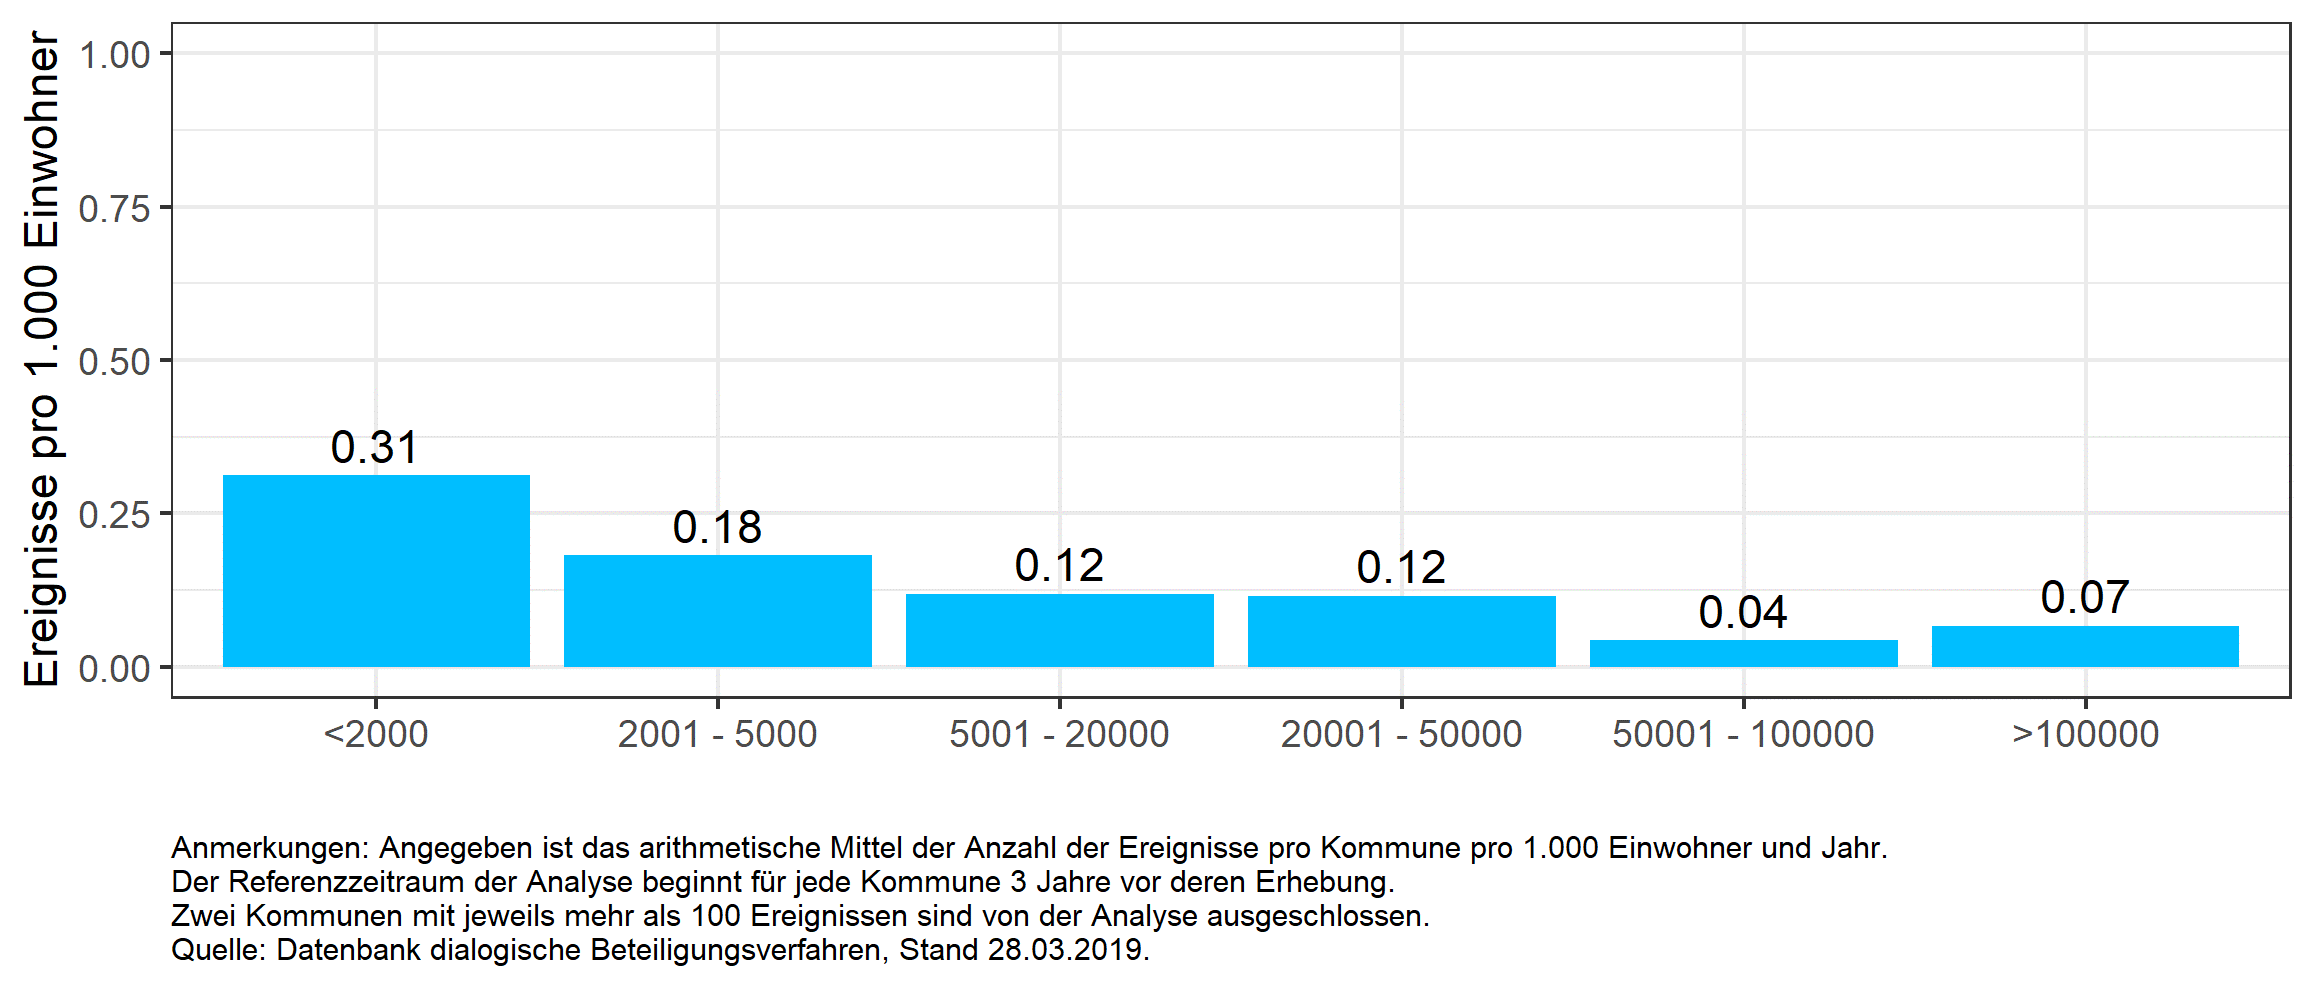 Ereignisse pro 1.000 Einwohner
1.00
0.75
0.50
0.25
0.00
0.31
0.18
0.12
0.12
0.04
0.07
<2000
2001 - 5000
5001 - 20000
20001 - 50000
50001 - 100000
>100000
Anmerkungen: Angegeben ist das arithmetische Mittel der Anzahl der Ereignisse pro Kommune pro 1.000 Einwohner und Jahr.
Der Referenzzeitraum der Analyse beginnt für jede Kommune 3 Jahre vor deren Erhebung.
Zwei Kommunen mit jeweils mehr als 100 Ereignissen sind von der Analyse ausgeschlossen.
Quelle: Datenbank dialogische Beteiligungsverfahren, Stand 28.03.2019.